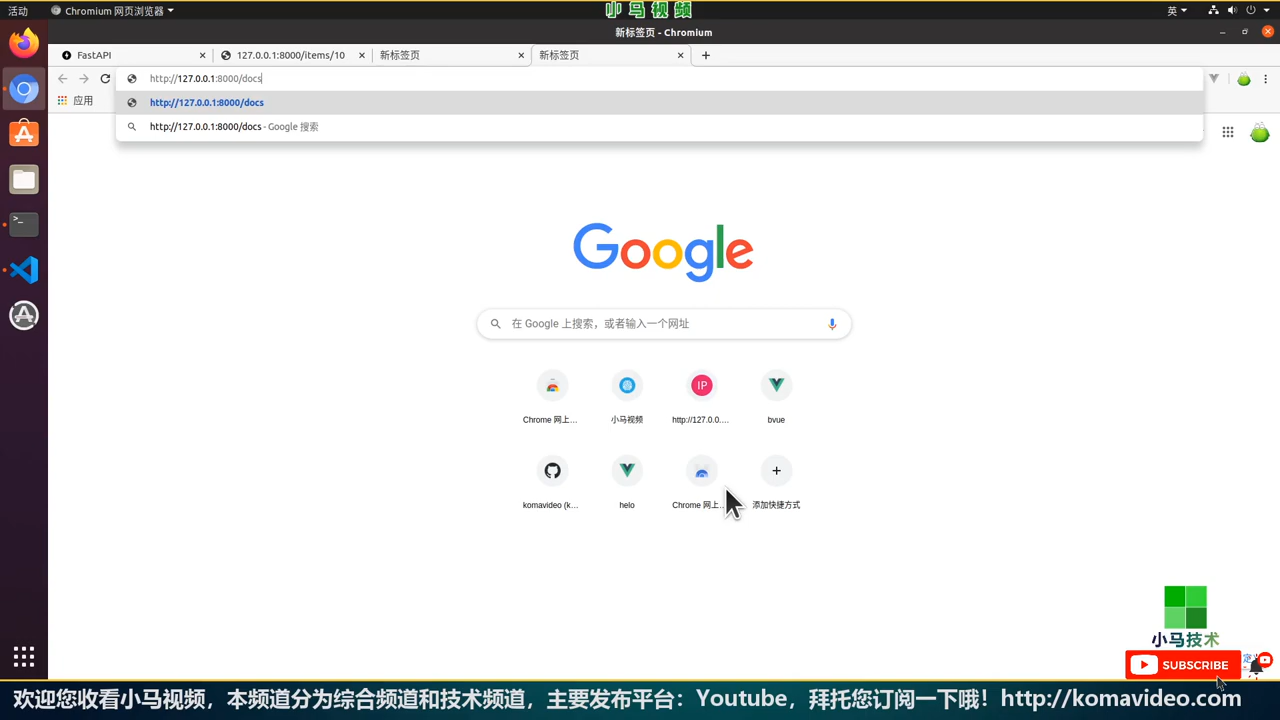 小马视频
活动
Chromium 网页浏览器
英
新标签页 - Chromium
FastAPI
127.0.0.1:8000/items/10
新标签页
新标签页
http://127.0.0.1:8000/docs
应用
http://127.0.0.1:8000/docs
http://127.0.0.1:8000/docs - Google 搜索
Google
在 Google 上搜索，或者输入一个网址
IP
Chrome 网上...
小马视频
http://127.0.0....
bvue
komavideo (k...
helo
Chrome 网上...
添加快捷方式
小马技术
SUBSCRIBE
欢迎您收看小马视频，本频道分为综合频道和技术频道，主要发布平台：Youtube，拜托您订阅一下哦！http://komavideo.com